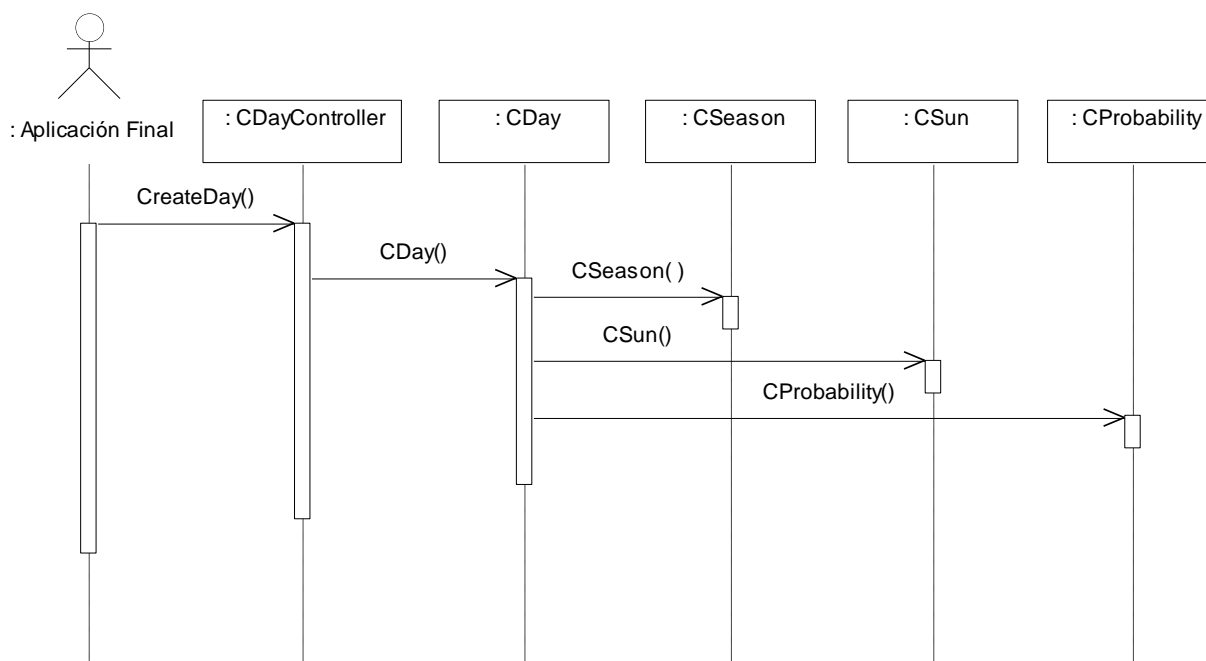 : Aplicación Final
: CDayController
: CDay
: CSeason
: CSun
: CProbability
CreateDay()
CDay()
CSeason( )
CSun()
CProbability()